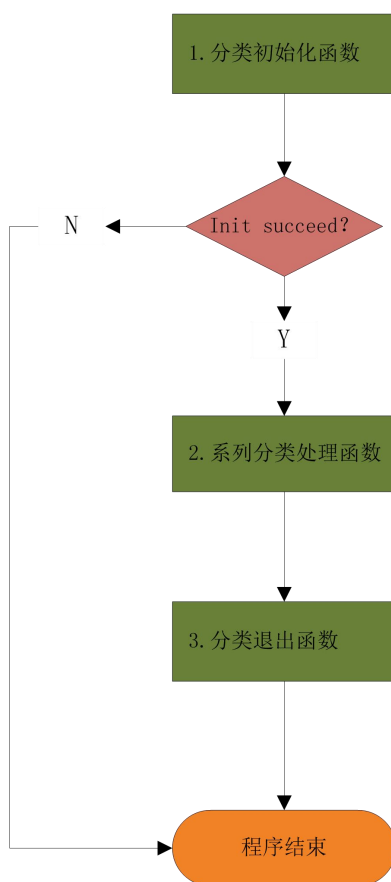 1.分类初始化函数
Init succeed?
N
Y
2.系列分类处理函数
3.分类退出函数
程序结束